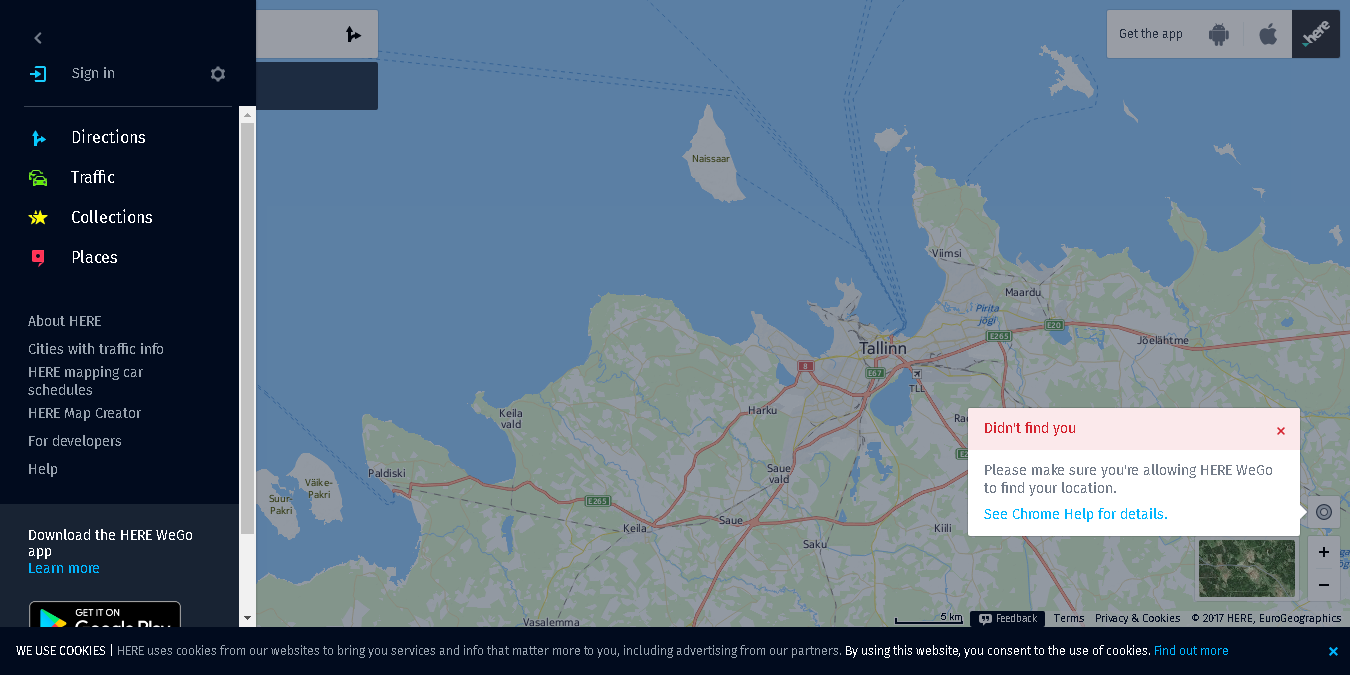 Sign in
Directions
Traffic
Collections
Places
About HERE
Cities with traffic info
HERE mapping car
schedules
HERE Map Creator
For developers
Help
Download the HERE WeGo
app
Learn more
GET IT ON
Google Play
Get the app
here
Naissaar
Viimsi
Maardu
Pirita
jõgi
E20
E265
Jõelähtme
Tallinn
8
E67
TLL
Harku
Keila
vald
Paldiski
Väike-
Pakri
Suur-
Pakri
Saue
vald
E265
Keila
Saue
Saku
Kiili
Vasalemma
Didn't find you
Please make sure you're allowing HERE WeGo
to find your location.
See Chrome Help for details.
+
−
5 km
Feedback
Terms
Privacy & Cookies
© 2017 HERE, EuroGeographics
WE USE COOKIES | HERE uses cookies from our websites to bring you services and info that matter more to you, including advertising from our partners. By using this website, you consent to the use of cookies. Find out more